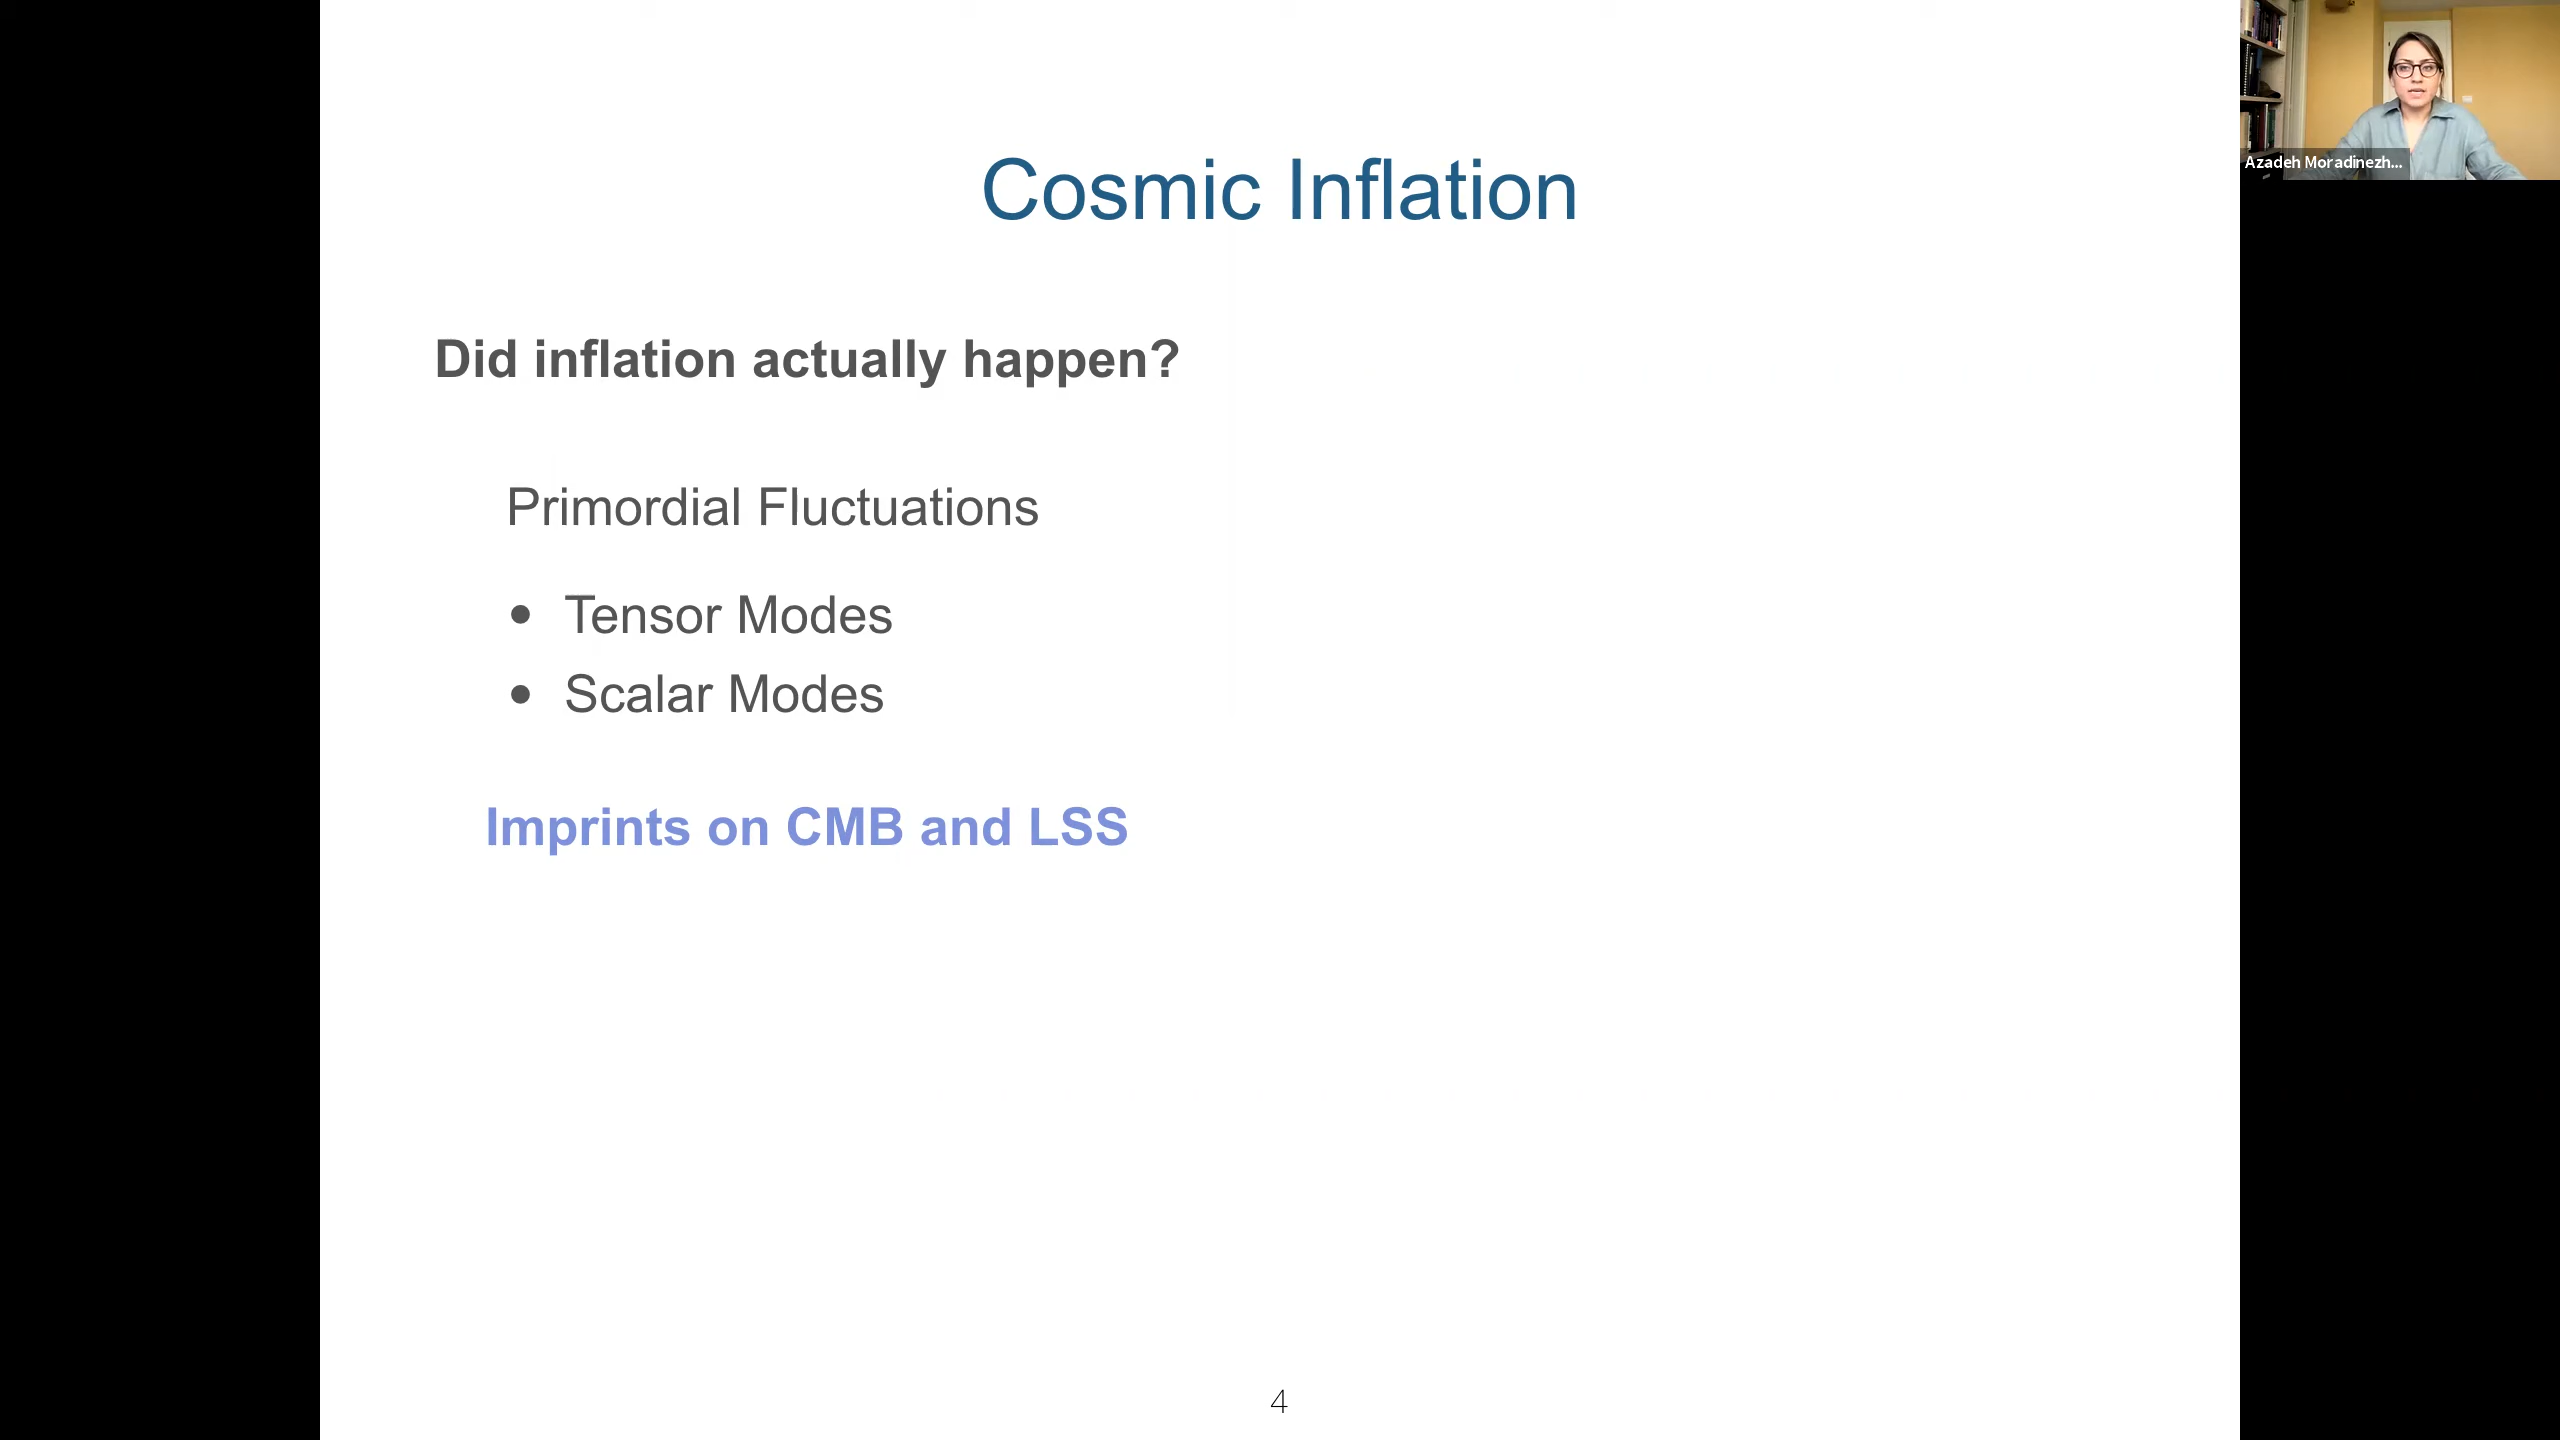 Cosmic Inflation
Did inflation actually happen?
Primordial Fluctuations
• Tensor Modes
• Scalar Modes
Imprints on CMB and LSS
4
Azadeh Moradinezh...